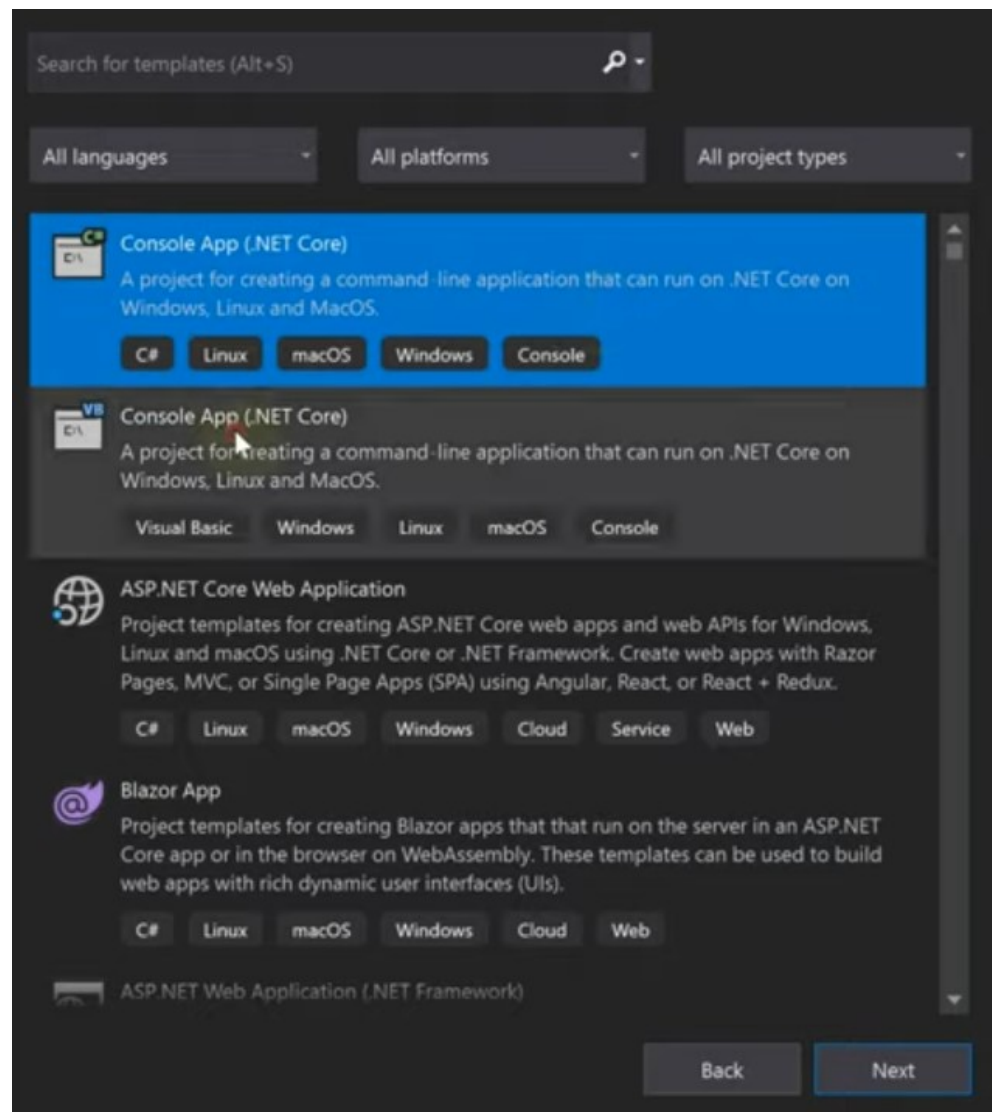 Search for templates (Alt+S)
All languages All platforms All project types
C#
Console App (.NET Core)
A project for creating a command-line application that can run on .NET Core on
Windows, Linux and MacOS.
C# Linux macOS Windows Console
VB
Console App (.NET Core)
A project for creating a command-line application that can run on .NET Core on
Windows, Linux and MacOS.
Visual Basic Windows Linux macOS Console
ASP.NET Core Web Application
Project templates for creating ASP.NET Core web apps and web APIs for Windows,
Linux and macOS using .NET Core or .NET Framework. Create web apps with Razor
Pages, MVC, or Single Page Apps (SPA) using Angular, React, or React + Redux.
C# Linux macOS Windows Cloud Service Web
Blazor App
Project templates for creating Blazor apps that that run on the server in an ASP.NET
Core app or in the browser on WebAssembly. These templates can be used to build
web apps with rich dynamic user interfaces (UIs).
C# Linux macOS Windows Cloud Web
ASP.NET Web Application (.NET Framework)
Back Next